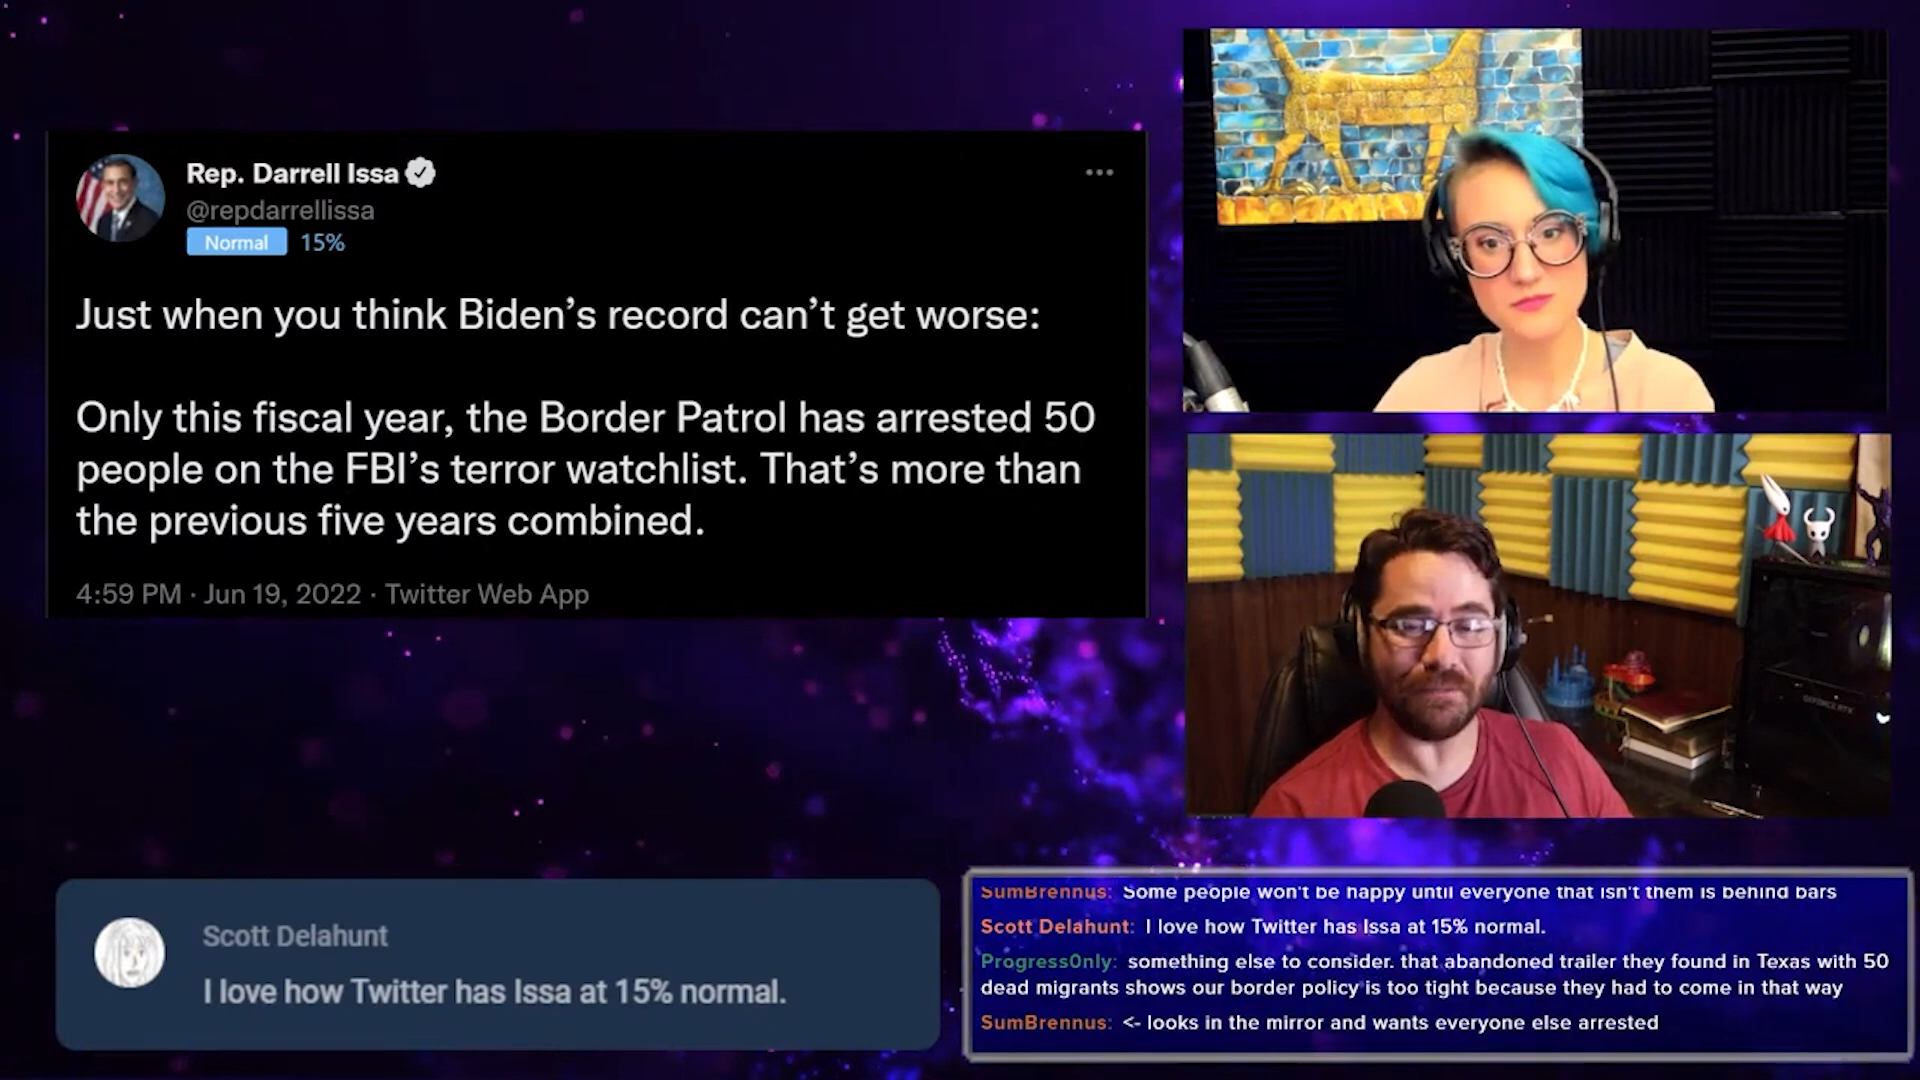 Rep. Darrell Issa
@repdarrellissa
Normal 15%
Just when you think Biden’s record can’t get worse:
Only this fiscal year, the Border Patrol has arrested 50
people on the FBI’s terror watchlist. That’s more than
the previous five years combined.
4:59 PM · Jun 19, 2022 · Twitter Web App
GEFORCE RTX
Scott Delahunt
I love how Twitter has Issa at 15% normal.
SumBrennus: Some people won't be happy until everyone that isn't them is behind bars
Scott Delahunt: I love how Twitter has Issa at 15% normal.
ProgressOnly: something else to consider. that abandoned trailer they found in Texas with 50
dead migrants shows our border policy is too tight because they had to come in that way
SumBrennus: <- looks in the mirror and wants everyone else arrested